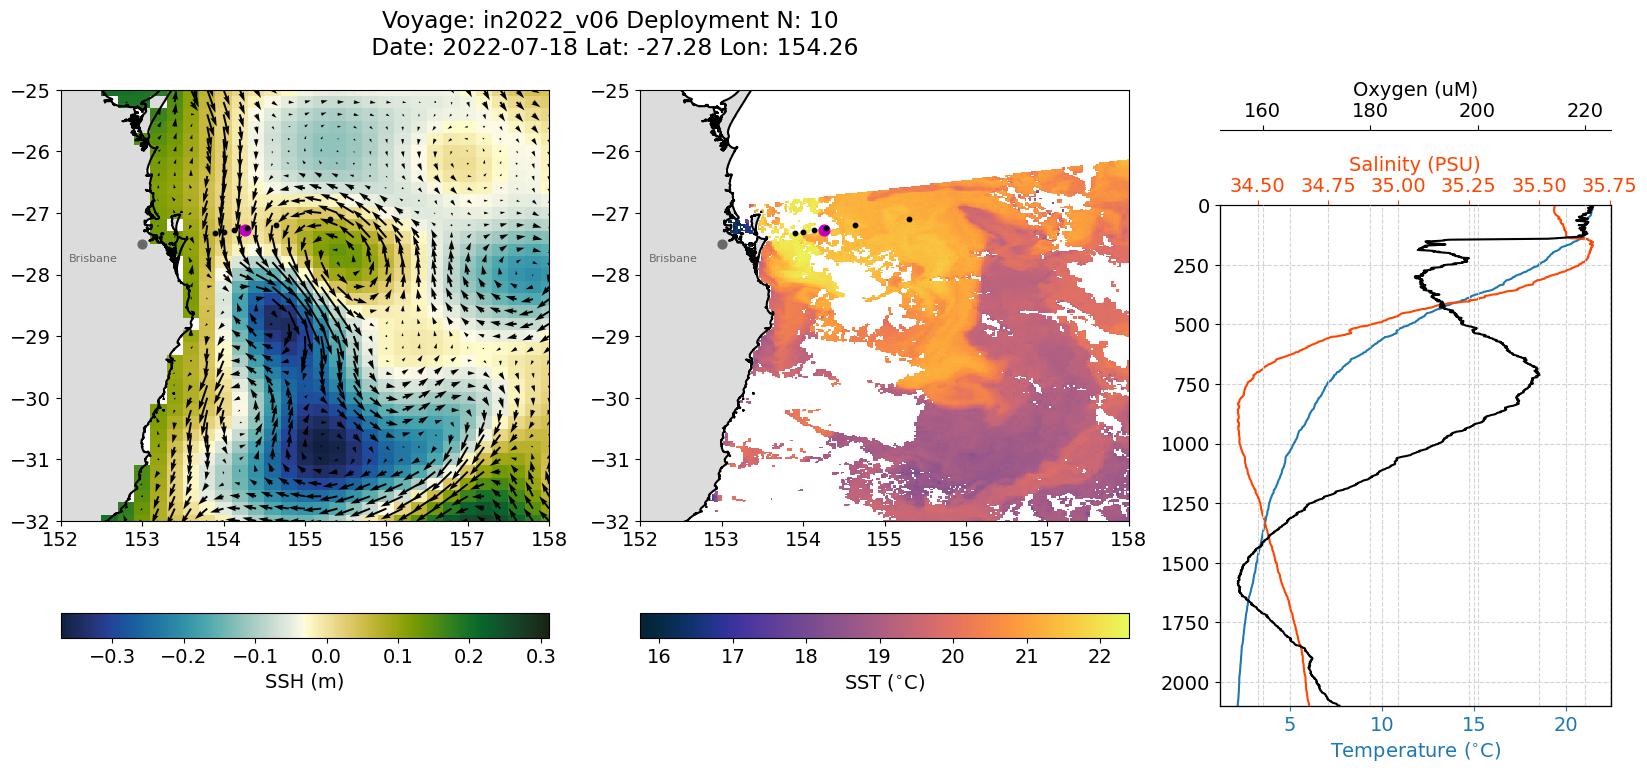 Voyage: in2022_v06 Deployment N: 10
Date: 2022-07-18 Lat: -27.28 Lon: 154.26
−25
−26
−27
−28
−29
−30
−31
−32
152 153 154 155 156 157 158
Brisbane
−0.3 −0.2 −0.1 0.0 0.1 0.2 0.3
SSH (m)
−25
−26
−27
−28
−29
−30
−31
−32
152 153 154 155 156 157 158
Brisbane
16 17 18 19 20 21 22
SST (°C)
Oxygen (uM)
160 180 200 220
Salinity (PSU)
34.50 34.75 35.00 35.25 35.50 35.75
0
250
500
750
1000
1250
1500
1750
2000
5 10 15 20
Temperature (°C)